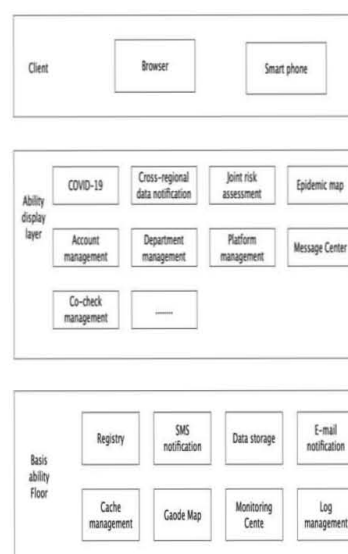 Client
Browser
Smart phone
Ability
display
layer
COVID-19
Cross-regional
data notification
Joint risk
assessment
Epidemic map
Account
management
Department
management
Platform
management
Message Center
Co-check
management
......
Basis
ability
Floor
Registry
SMS
notification
Data storage
E-mail
notification
Cache
management
Gaode Map
Monitoring
Cente
Log
management